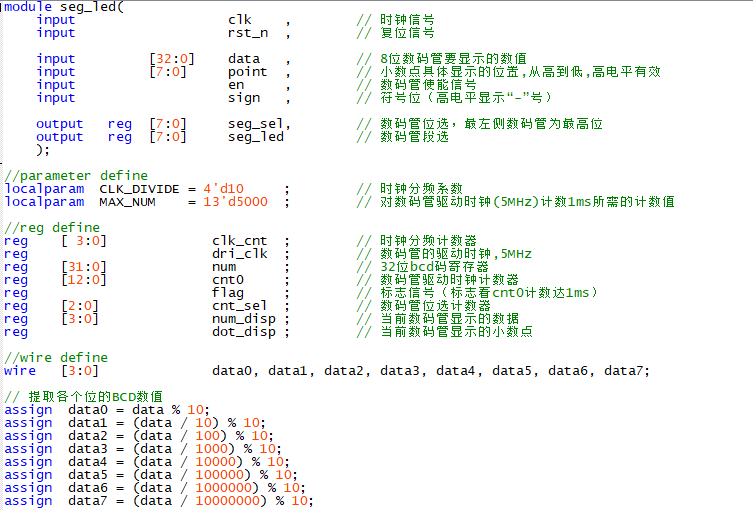 module seg_led(
    input                   clk    ,        // 时钟信号
    input                   rst_n  ,        // 复位信号

    input         [32:0]    data   ,        // 8位数码管要显示的数值
    input         [7:0]     point  ,        // 小数点具体显示的位置,从高到低,高电平有效
    input                   en     ,        // 数码管使能信号
    input                   sign   ,        // 符号位（高电平显示“-”号）

    output   reg  [7:0]     seg_sel,        // 数码管位选，最左侧数码管为最高位
    output   reg  [7:0]     seg_led         // 数码管段选
    );

//parameter define
localparam  CLK_DIVIDE = 4'd10     ;        // 时钟分频系数
localparam  MAX_NUM    = 13'd5000  ;        // 对数码管驱动时钟(5MHz)计数1ms所需的计数值

//reg define
reg    [ 3:0]             clk_cnt  ;        // 时钟分频计数器
reg                       dri_clk  ;        // 数码管的驱动时钟,5MHz
reg    [31:0]             num      ;        // 32位bcd码寄存器
reg    [12:0]             cnt0     ;        // 数码管驱动时钟计数器
reg                       flag     ;        // 标志信号（标志看cnt0计数达1ms）
reg    [2:0]              cnt_sel  ;        // 数码管位选计数器
reg    [3:0]              num_disp ;        // 当前数码管显示的数据
reg                       dot_disp ;        // 当前数码管显示的小数点

//wire define
wire   [3:0]              data0, data1, data2, data3, data4, data5, data6, data7;

// 提取各个位的BCD数值
assign  data0 = data % 10;
assign  data1 = (data / 10) % 10;
assign  data2 = (data / 100) % 10;
assign  data3 = (data / 1000) % 10;
assign  data4 = (data / 10000) % 10;
assign  data5 = (data / 100000) % 10;
assign  data6 = (data / 1000000) % 10;
assign  data7 = (data / 10000000) % 10;